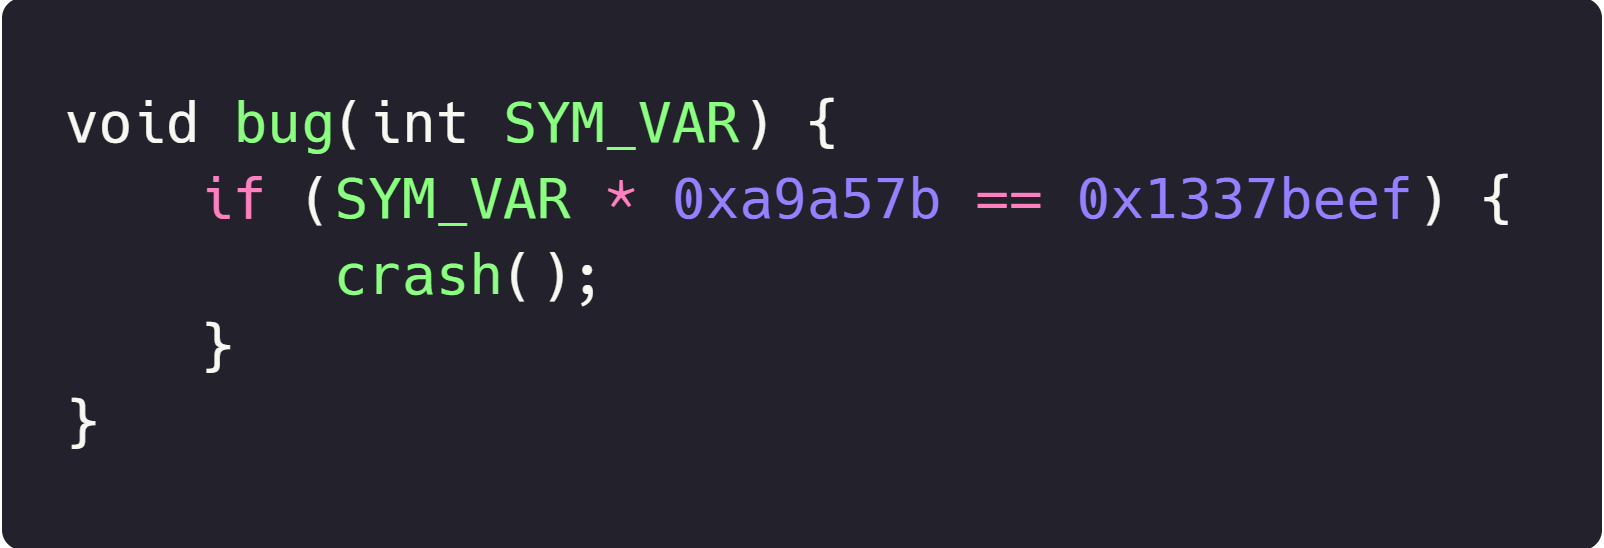 void bug(int SYM_VAR) {
    if (SYM_VAR * 0xa9a57b == 0x1337beef) {
        crash();
    }
}